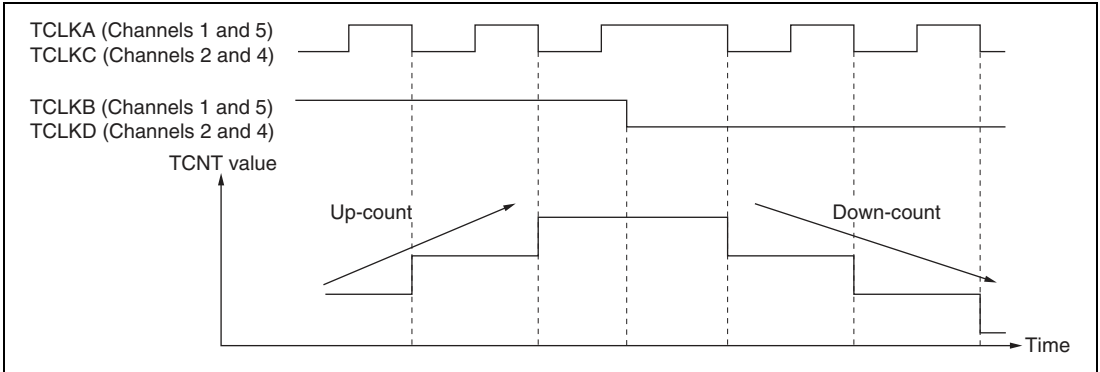 TCLKA (Channels 1 and 5)
TCLKC (Channels 2 and 4)
TCLKB (Channels 1 and 5)
TCLKD (Channels 2 and 4)
TCNT value
Up-count
Down-count
Time